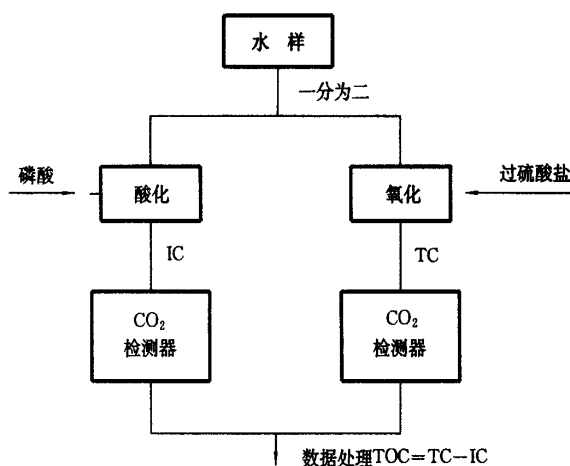 水 样
一分为二
磷酸
酸化
氧化
过硫酸盐
IC
TC
CO₂
检测器
CO₂
检测器
数据处理TOC=TC-IC